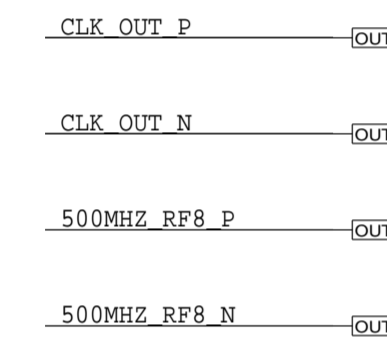 CLK_OUT_P OUT
CLK_OUT_N OUT
500MHZ_RF8_P OUT
500MHZ_RF8_N OUT